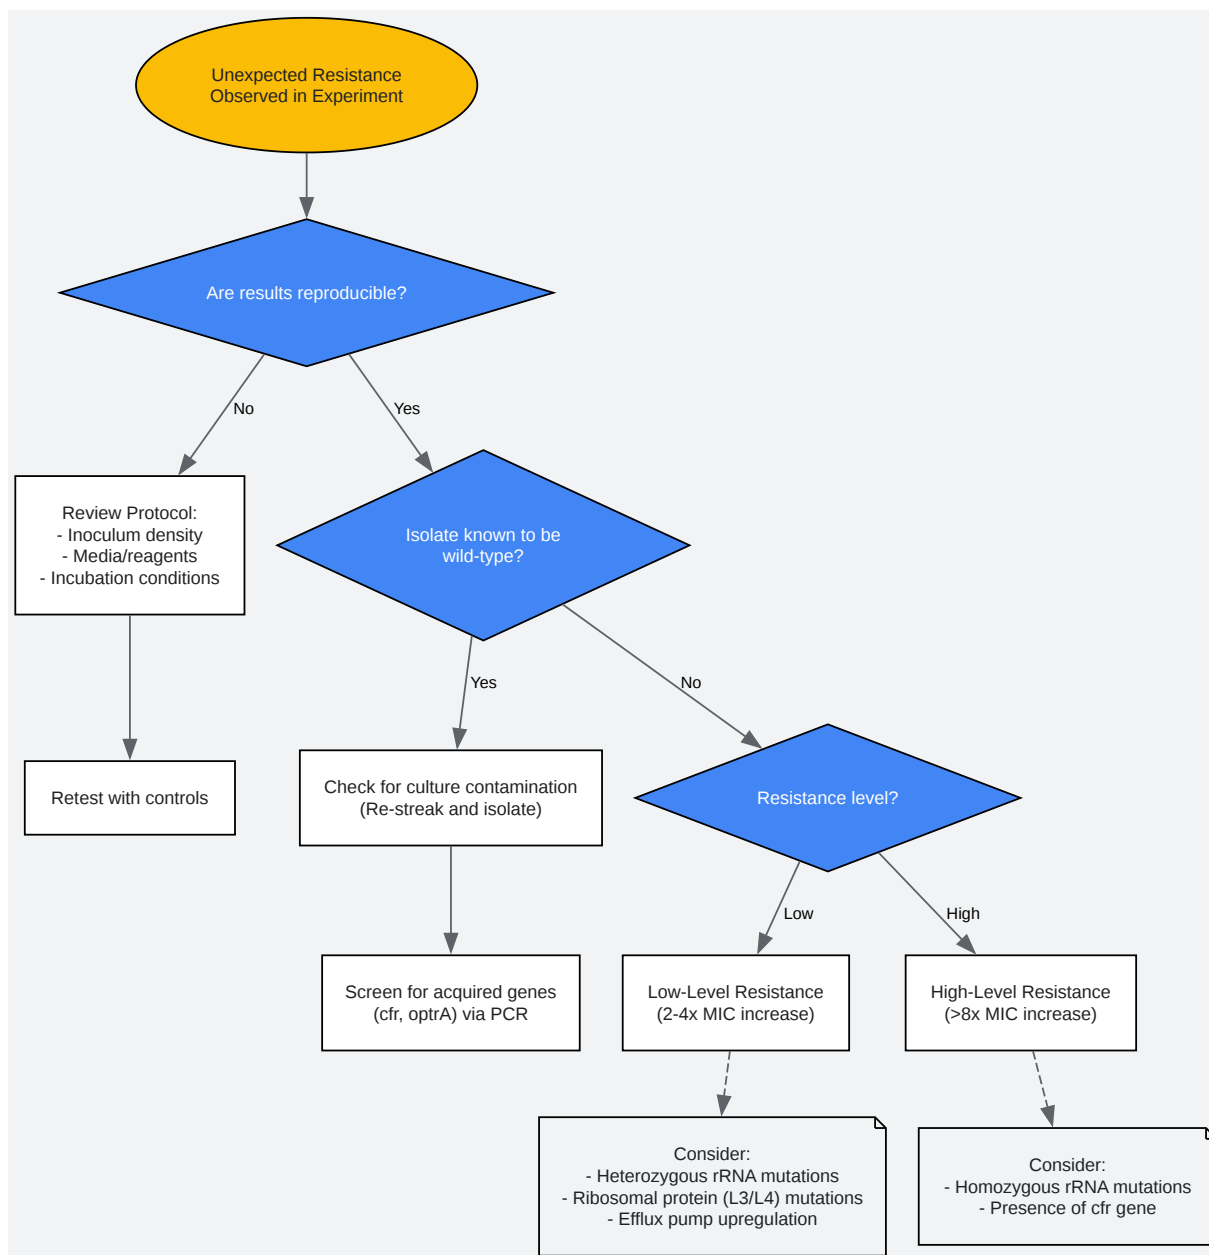 Unexpected Resistance
Observed in Experiment
Are results reproducible?
No
Yes
Review Protocol:
- Inoculum density
- Media/reagents
- Incubation conditions
Isolate known to be
wild-type?
Yes
No
Retest with controls
Check for culture contamination
(Re-streak and isolate)
Resistance level?
Low
High
Screen for acquired genes
(cfr, optrA) via PCR
Low-Level Resistance
(2-4x MIC increase)
High-Level Resistance
(>8x MIC increase)
Consider:
- Heterozygous rRNA mutations
- Ribosomal protein (L3/L4) mutations
- Efflux pump upregulation
Consider:
- Homozygous rRNA mutations
- Presence of cfr gene